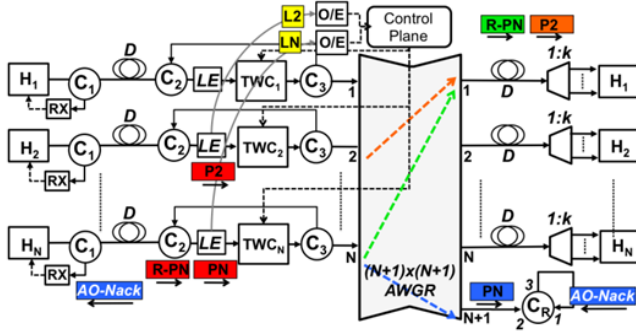 L2
O/E
Control
Plane
LN
O/E
R-PN
P2
D
1:k
H1
C1
C2
LE
TWC1
C3
1
1
D
H1
RX
D
1:k
H2
C1
C2
LE
TWC2
C3
2
2
D
H2
RX
P2
D
1:k
HN
C1
C2
LE
TWCN
C3
N
N
D
HN
RX
(N+1)x(N+1)
AWGR
AO-Nack
R-PN
PN
PN
3
CR
AO-Nack
N+1
2
1